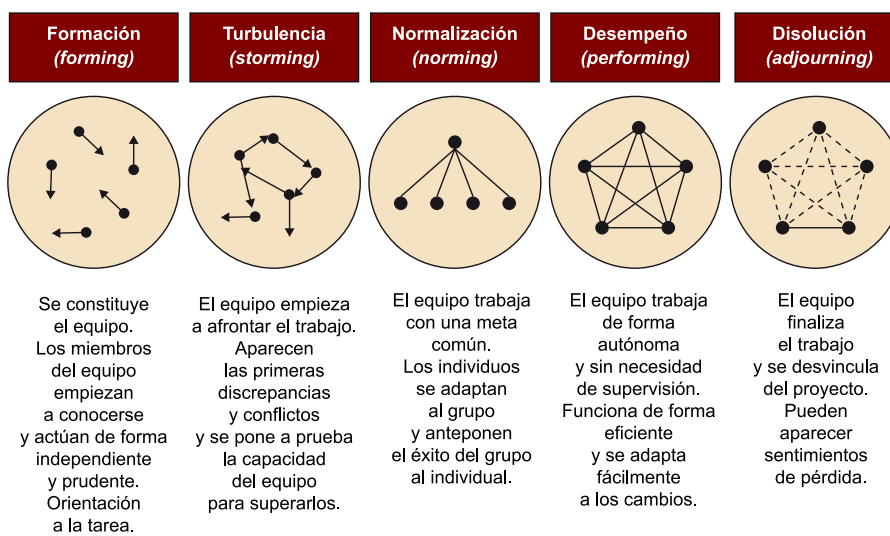 Formación
(forming)
Se constituye
el equipo.
Los miembros
del equipo
empiezan
a conocerse
y actúan de forma
independiente
y prudente.
Orientación
a la tarea.
Turbulencia
(storming)
El equipo empieza
a afrontar el trabajo.
Aparecen
las primeras
discrepancias
y conflictos
y se pone a prueba
la capacidad
del equipo
para superarlos.
Normalización
(norming)
El equipo trabaja
con una meta
común.
Los individuos
se adaptan
al grupo
y anteponen
el éxito del grupo
al individual.
Desempeño
(performing)
El equipo trabaja
de forma
autónoma
y sin necesidad
de supervisión.
Funciona de forma
eficiente
y se adapta
fácilmente
a los cambios.
Disolución
(adjourning)
El equipo
finaliza
el trabajo
y se desvincula
del proyecto.
Pueden
aparecer
sentimientos
de pérdida.